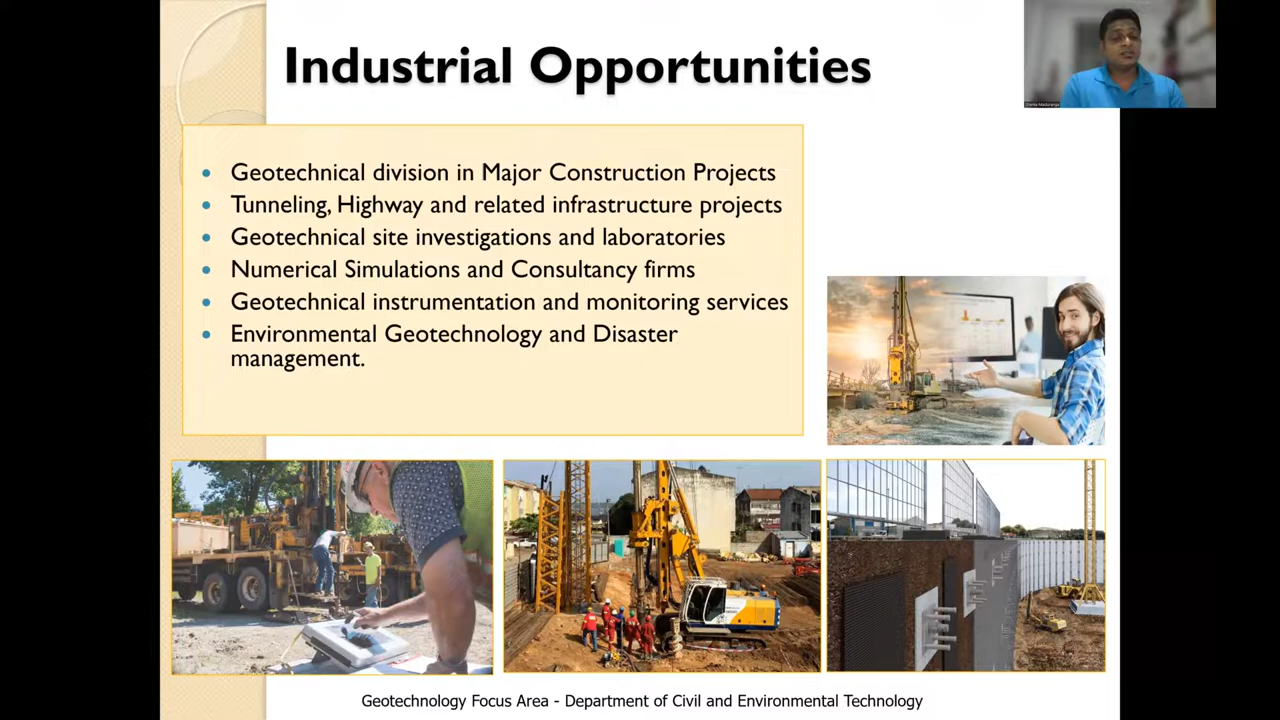 Industrial Opportunities
• Geotechnical division in Major Construction Projects
• Tunneling, Highway and related infrastructure projects
• Geotechnical site investigations and laboratories
• Numerical Simulations and Consultancy firms
• Geotechnical instrumentation and monitoring services
• Environmental Geotechnology and Disaster
management.
Geotechnology Focus Area - Department of Civil and Environmental Technology